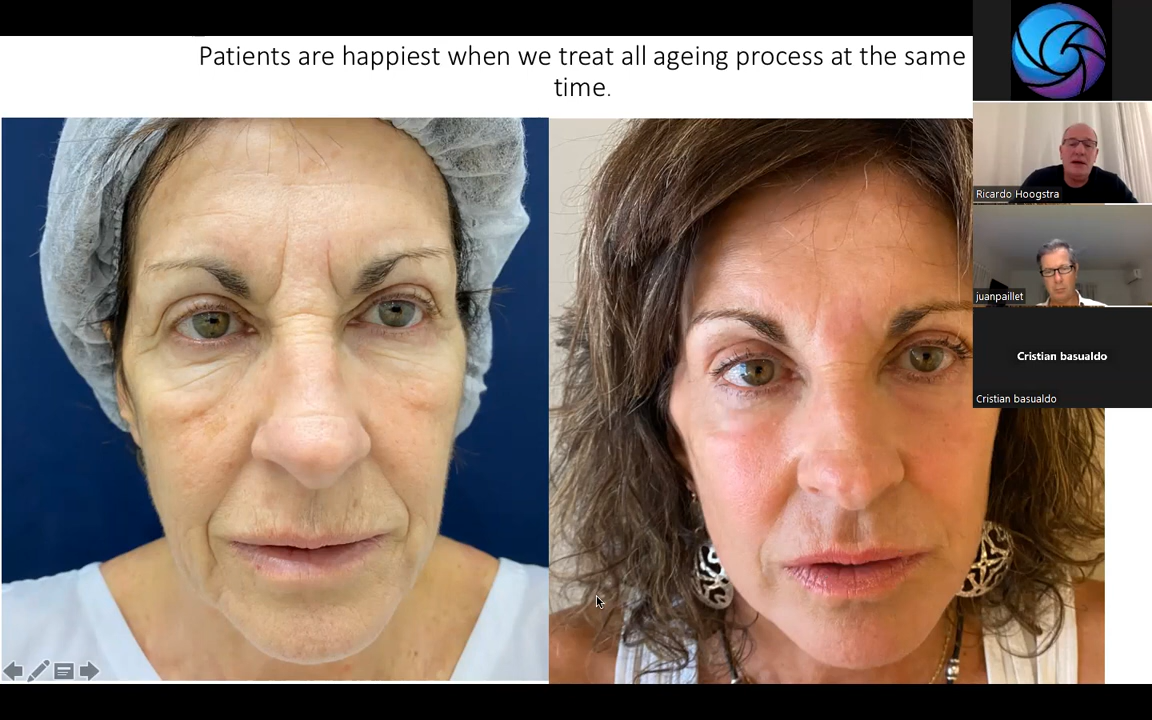 Patients are happiest when we treat all ageing process at the same
time.
Ricardo Hoogstra
juanpaillet
Cristian basualdo
Cristian basualdo